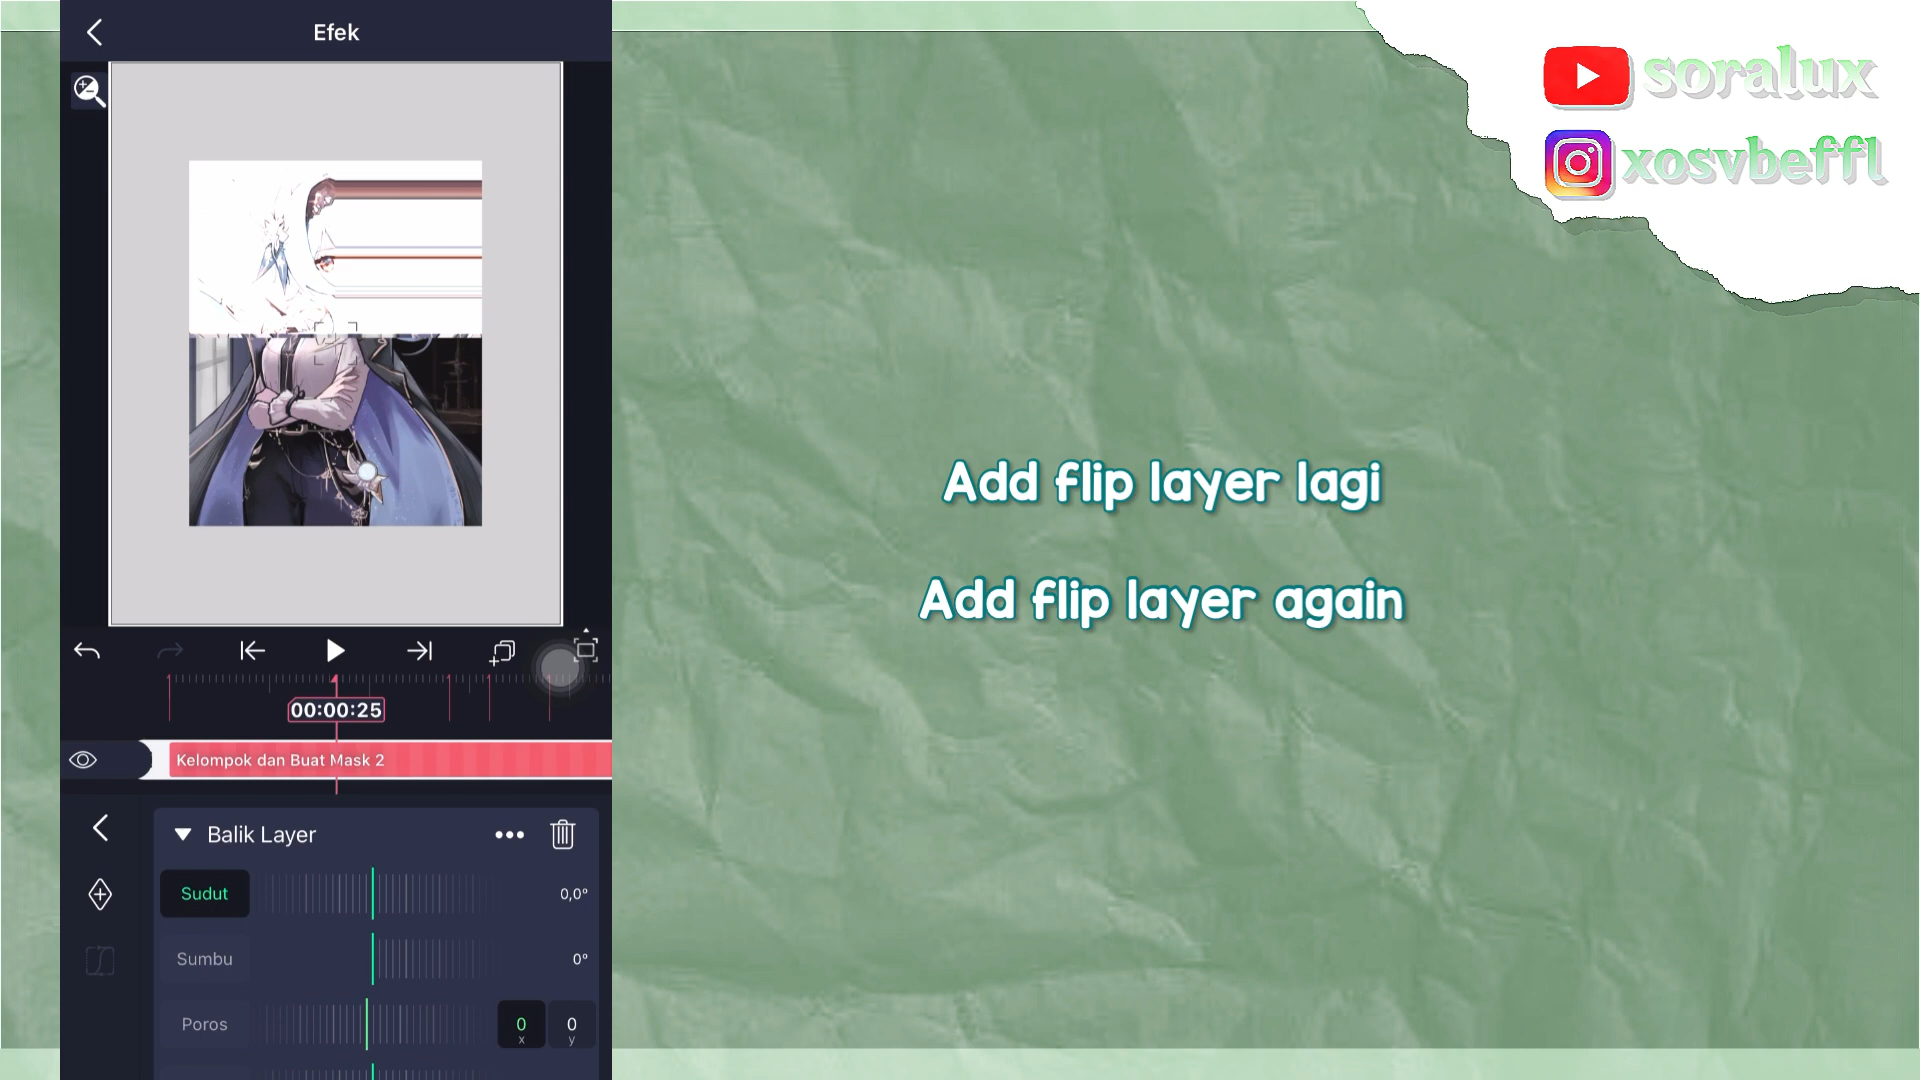 Efek
soralux
xosvbeffl
Add flip layer lagi
Add flip layer again
00:00:25
Kelompok dan Buat Mask 2
Balik Layer
Sudut 0,0°
Sumbu 0°
Poros 0 0
x y